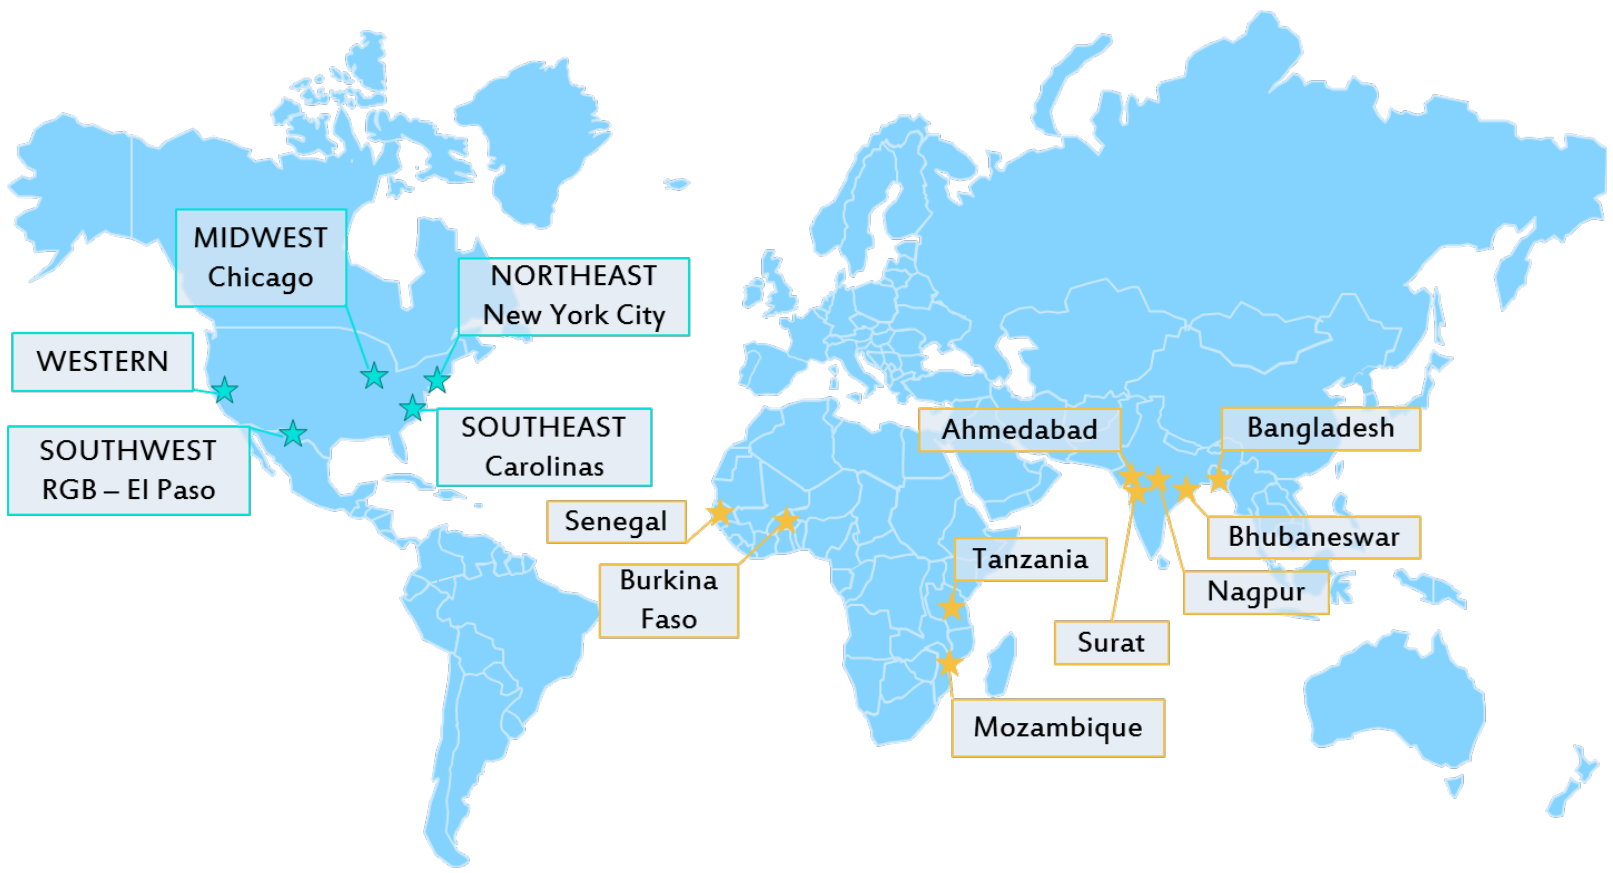 MIDWEST
Chicago
NORTHEAST
New York City
WESTERN
SOUTHWEST
RGB – El Paso
SOUTHEAST
Carolinas
Senegal
Burkina
Faso
Tanzania
Mozambique
Ahmedabad
Bangladesh
Bhubaneswar
Nagpur
Surat